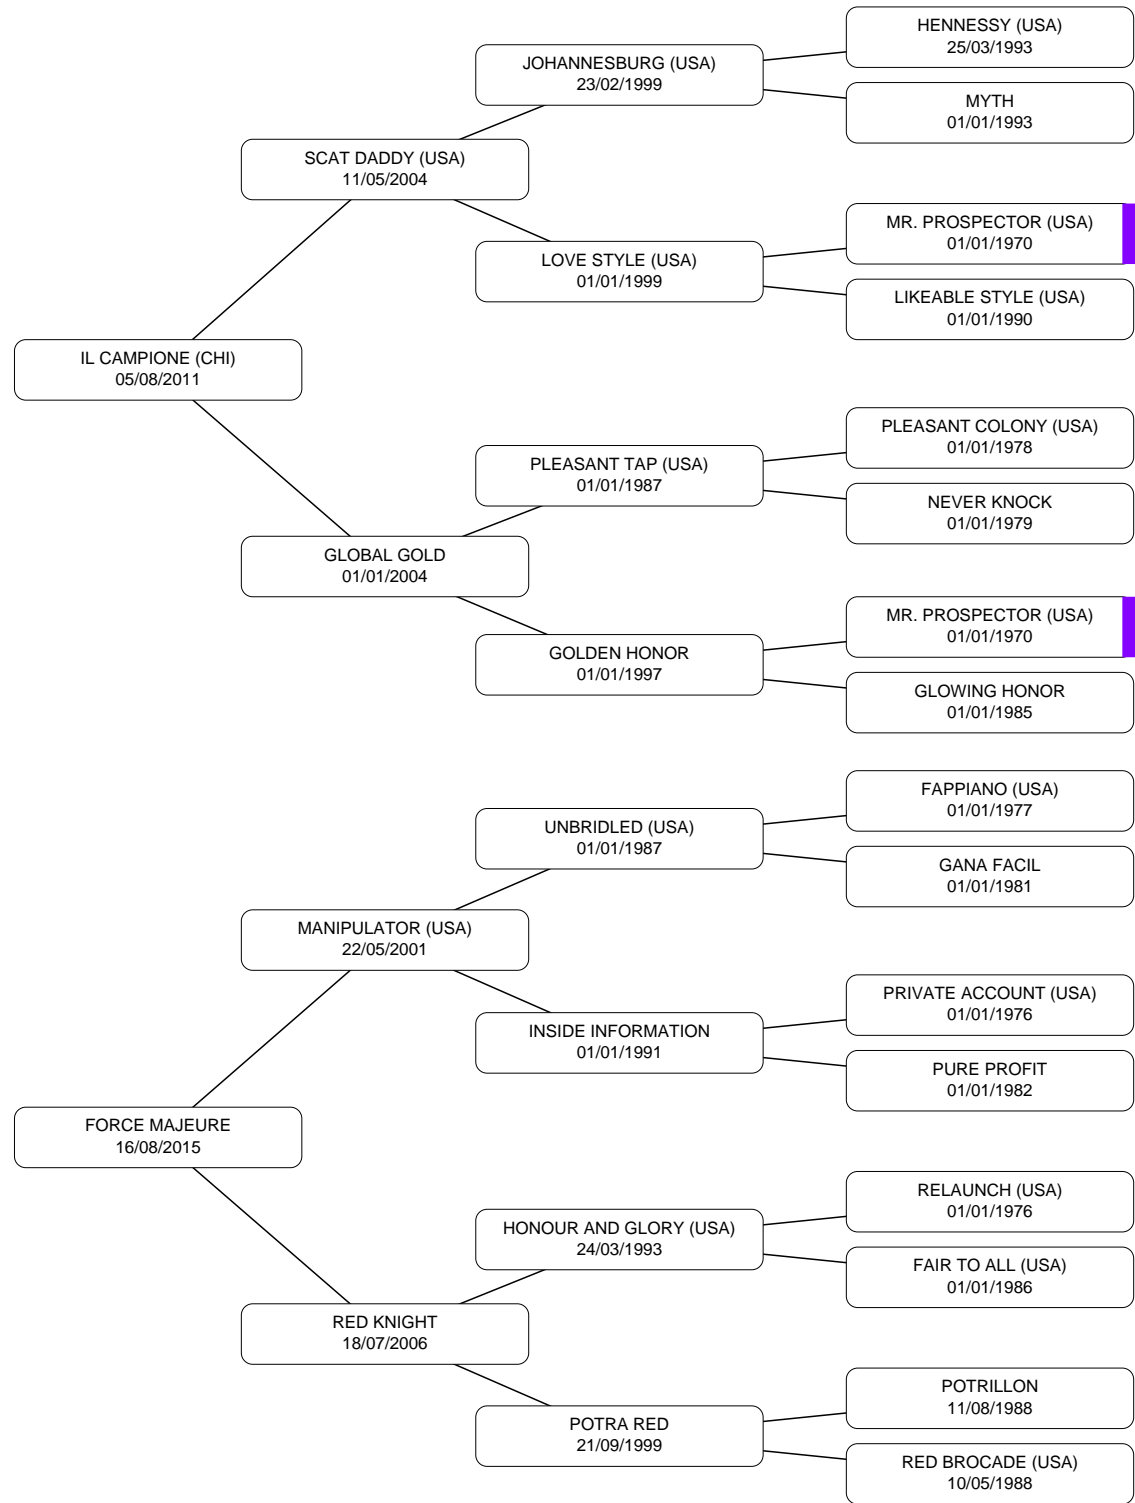 HENNESSY (USA)
25/03/1993
JOHANNESBURG (USA)
23/02/1999
MYTH
01/01/1993
SCAT DADDY (USA)
11/05/2004
MR. PROSPECTOR (USA)
01/01/1970
LOVE STYLE (USA)
01/01/1999
LIKEABLE STYLE (USA)
01/01/1990
IL CAMPIONE (CHI)
05/08/2011
PLEASANT COLONY (USA)
01/01/1978
PLEASANT TAP (USA)
01/01/1987
NEVER KNOCK
01/01/1979
GLOBAL GOLD
01/01/2004
MR. PROSPECTOR (USA)
01/01/1970
GOLDEN HONOR
01/01/1997
GLOWING HONOR
01/01/1985
FAPPIANO (USA)
01/01/1977
UNBRIDLED (USA)
01/01/1987
GANA FACIL
01/01/1981
MANIPULATOR (USA)
22/05/2001
PRIVATE ACCOUNT (USA)
01/01/1976
INSIDE INFORMATION
01/01/1991
PURE PROFIT
01/01/1982
FORCE MAJEURE
16/08/2015
RELAUNCH (USA)
01/01/1976
HONOUR AND GLORY (USA)
24/03/1993
FAIR TO ALL (USA)
01/01/1986
RED KNIGHT
18/07/2006
POTRILLON
11/08/1988
POTRA RED
21/09/1999
RED BROCADE (USA)
10/05/1988